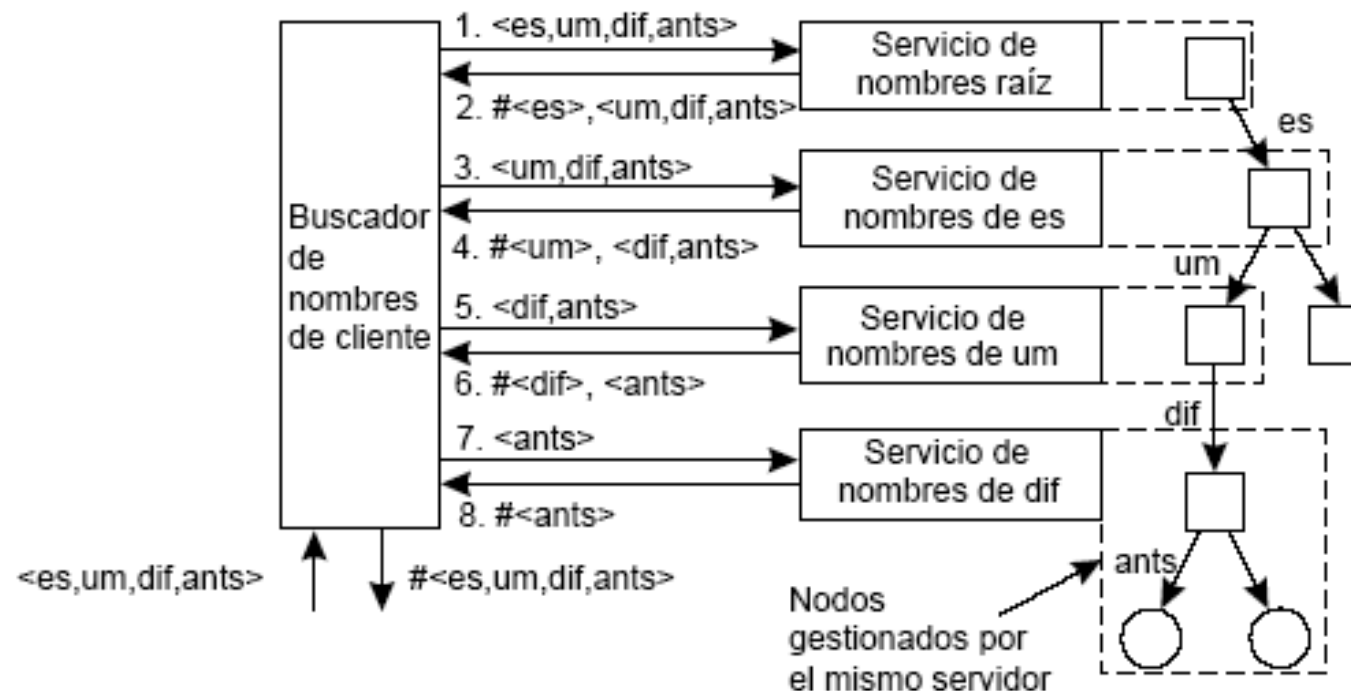 1. <es,um,dif,ants>
Servicio de
nombres raíz
2. #<es>,<um,dif,ants>
es
3. <um,dif,ants>
Servicio de
nombres de es
Buscador
de
nombres
de cliente
4. #<um>, <dif,ants>
um
5. <dif,ants>
Servicio de
nombres de um
6. #<dif>, <ants>
dif
7. <ants>
Servicio de
nombres de dif
8. #<ants>
ants
<es,um,dif,ants>
#<es,um,dif,ants>
Nodos
gestionados por
el mismo servidor